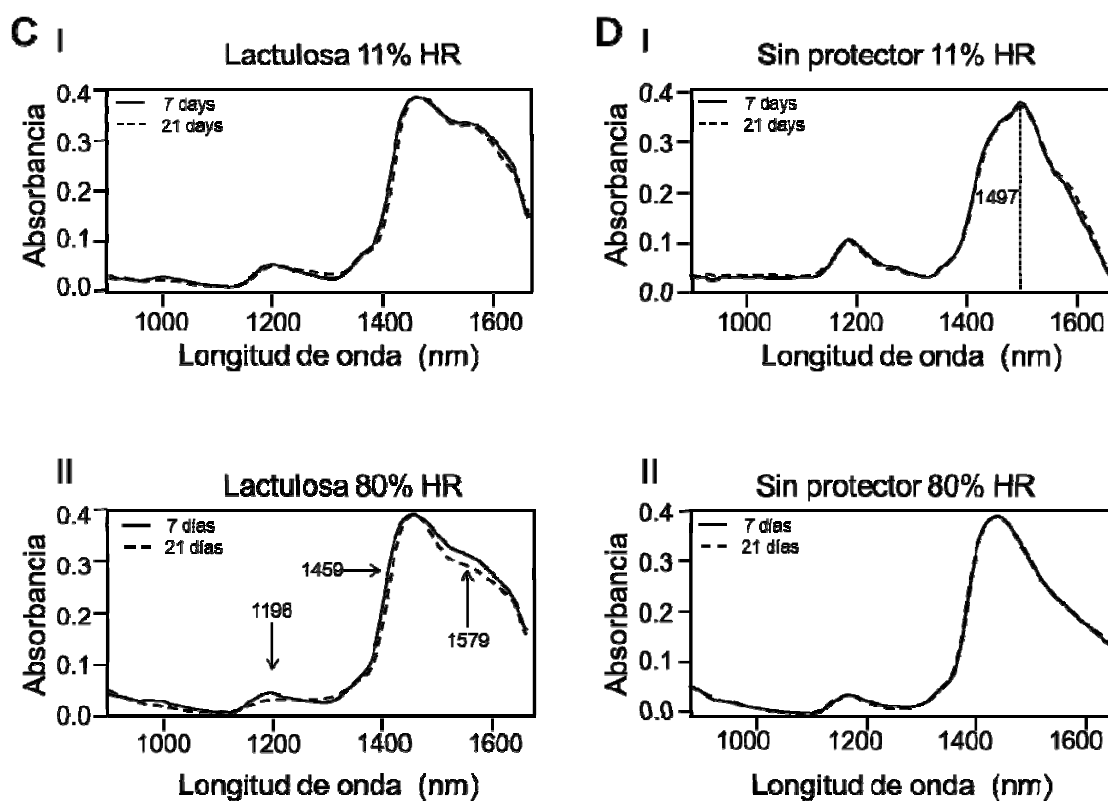 C I
Lactulosa 11% HR
7 days
21 days
0.4
0.3
0.2
0.1
0.0
Absorbancia
1000 1200 1400 1600
Longitud de onda (nm)
D I
Sin protector 11% HR
7 days
21 days
0.4
0.3
0.2
0.1
0.0
1497
Absorbancia
1000 1200 1400 1600
Longitud de onda (nm)
II
Lactulosa 80% HR
7 días
21 días
0.4
0.3
0.2
0.1
0.0
1459
1196
1579
Absorbancia
1000 1200 1400 1600
Longitud de onda (nm)
II
Sin protector 80% HR
7 días
21 días
0.4
0.3
0.2
0.1
0.0
Absorbancia
1000 1200 1400 1600
Longitud de onda (nm)